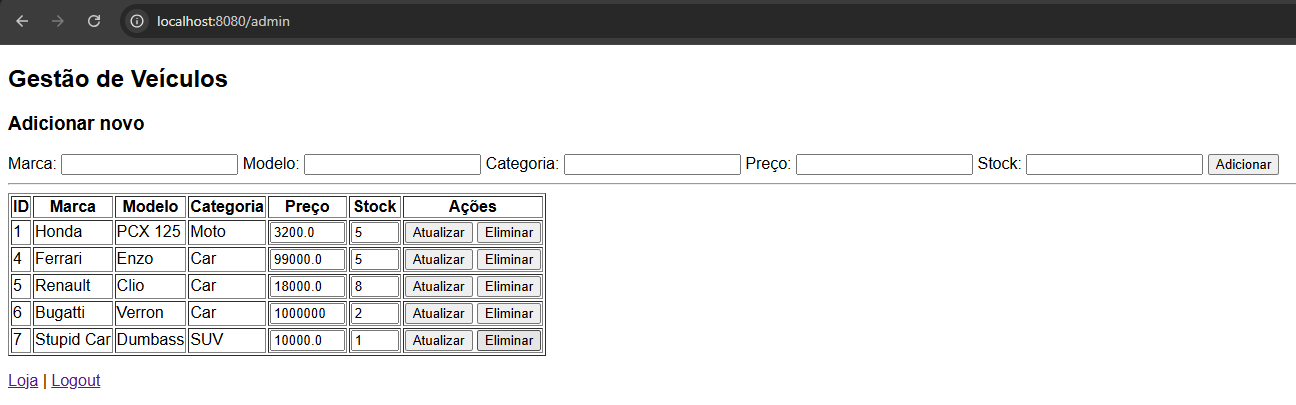 localhost:8080/admin
Gestão de Veículos
Adicionar novo
Marca: Modelo: Categoria: Preço: Stock: Adicionar
ID Marca Modelo Categoria Preço Stock Ações
1 Honda PCX 125 Moto 3200.0 5 Atualizar Eliminar
4 Ferrari Enzo Car 99000.0 5 Atualizar Eliminar
5 Renault Clio Car 18000.0 8 Atualizar Eliminar
6 Bugatti Verron Car 1000000 2 Atualizar Eliminar
7 Stupid Car Dumbass SUV 10000.0 1 Atualizar Eliminar
Loja | Logout